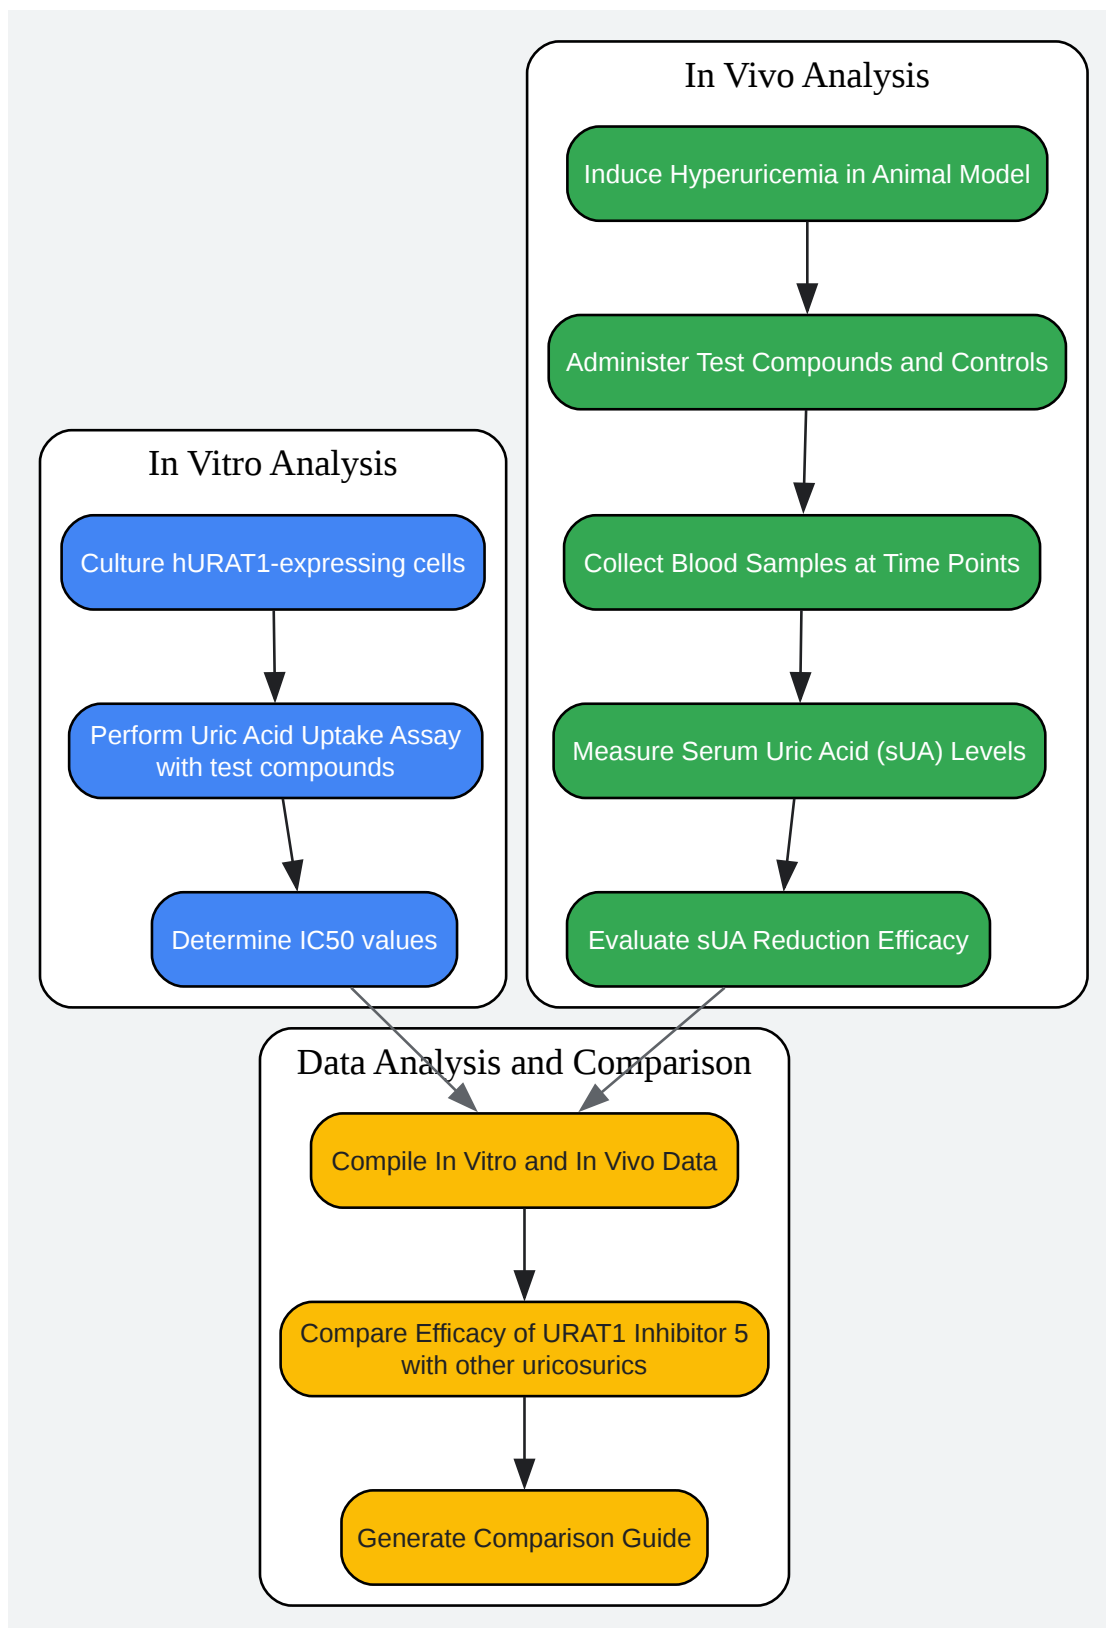 In Vivo Analysis
Induce Hyperuricemia in Animal Model
Administer Test Compounds and Controls
Collect Blood Samples at Time Points
Measure Serum Uric Acid (sUA) Levels
Evaluate sUA Reduction Efficacy
In Vitro Analysis
Culture hURAT1-expressing cells
Perform Uric Acid Uptake Assay
with test compounds
Determine IC50 values
Data Analysis and Comparison
Compile In Vitro and In Vivo Data
Compare Efficacy of URAT1 Inhibitor 5
with other uricosurics
Generate Comparison Guide